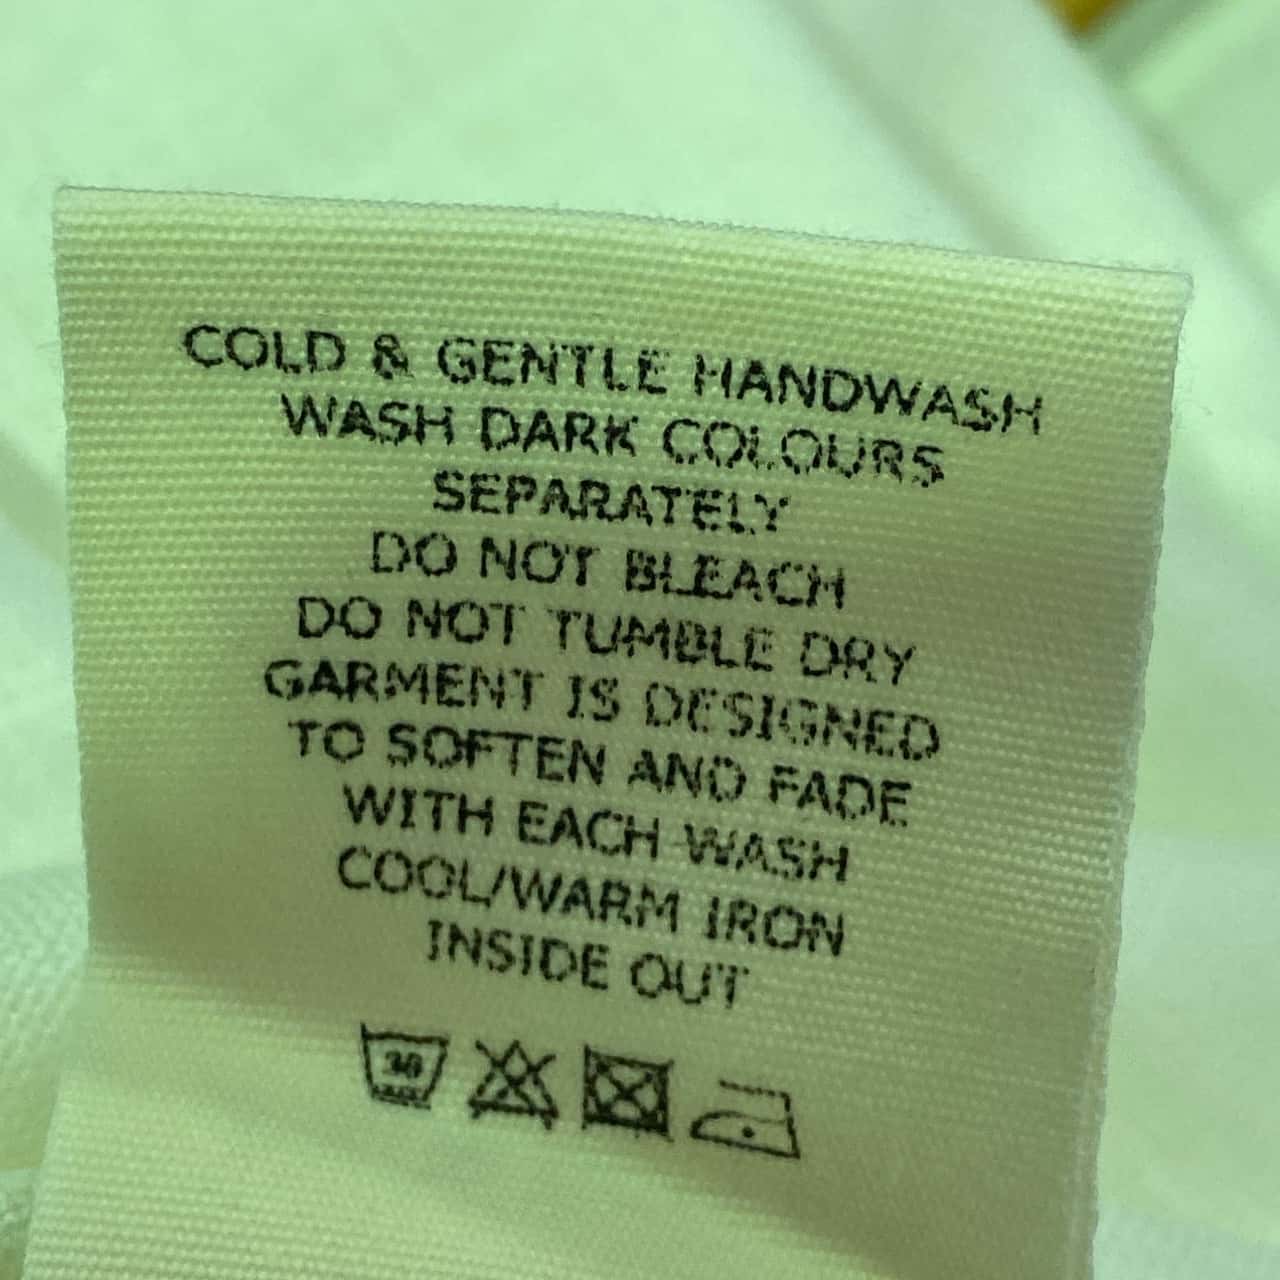 COLD & GENTLE HANDWASH
WASH DARK COLOURS
SEPARATELY
DO NOT BLEACH
DO NOT TUMBLE DRY
GARMENT IS DESIGNED
TO SOFTEN AND FADE
WITH EACH WASH
COOL/WARM IRON
INSIDE OUT
30